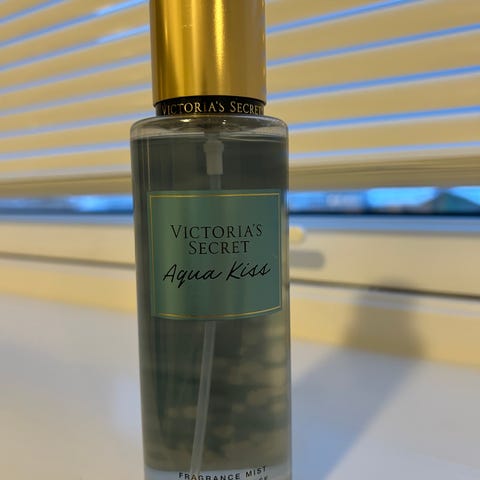 VICTORIA'S SECRET
VICTORIA'S
SECRET
Aqua Kiss
FRAGRANCE MIST